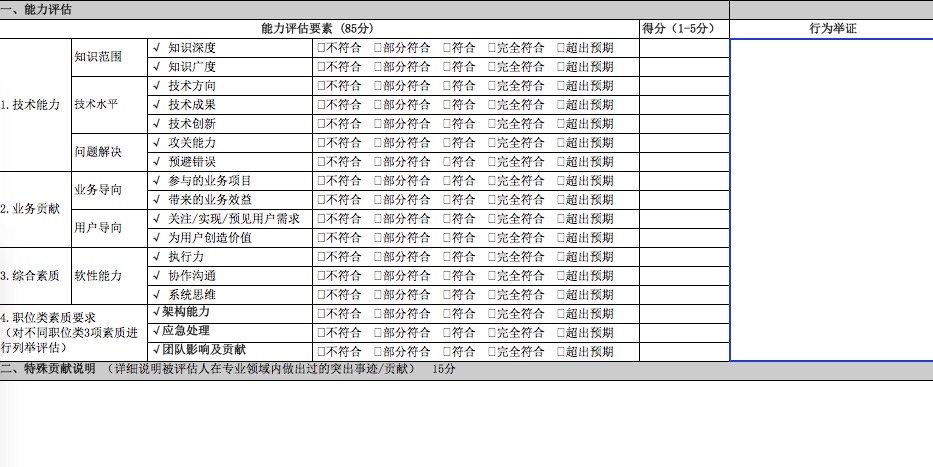 一、能力评估
能力评估要素（85分） 得分（1-5分） 行为举证
1.技术能力 知识范围 √ 知识深度 □不符合 □部分符合 □符合 □完全符合 □超出预期
√ 知识广度 □不符合 □部分符合 □符合 □完全符合 □超出预期
技术水平 √ 技术方向 □不符合 □部分符合 □符合 □完全符合 □超出预期
√ 技术成果 □不符合 □部分符合 □符合 □完全符合 □超出预期
√ 技术创新 □不符合 □部分符合 □符合 □完全符合 □超出预期
问题解决 √ 攻关能力 □不符合 □部分符合 □符合 □完全符合 □超出预期
√ 预避错误 □不符合 □部分符合 □符合 □完全符合 □超出预期
2.业务贡献 业务导向 √ 参与的业务项目 □不符合 □部分符合 □符合 □完全符合 □超出预期
√ 带来的业务效益 □不符合 □部分符合 □符合 □完全符合 □超出预期
用户导向 √ 关注/实现/预见用户需求 □不符合 □部分符合 □符合 □完全符合 □超出预期
√ 为用户创造价值 □不符合 □部分符合 □符合 □完全符合 □超出预期
3.综合素质 软性能力 √ 执行力 □不符合 □部分符合 □符合 □完全符合 □超出预期
√ 协作沟通 □不符合 □部分符合 □符合 □完全符合 □超出预期
√ 系统思维 □不符合 □部分符合 □符合 □完全符合 □超出预期
4.职位类素质要求 √架构能力 □不符合 □部分符合 □符合 □完全符合 □超出预期
（对不同职位类3项素质进 √应急处理 □不符合 □部分符合 □符合 □完全符合 □超出预期
行列举评估） √团队影响及贡献 □不符合 □部分符合 □符合 □完全符合 □超出预期
二、特殊贡献说明 （详细说明被评估人在专业领域内做出过的突出事迹/贡献） 15分